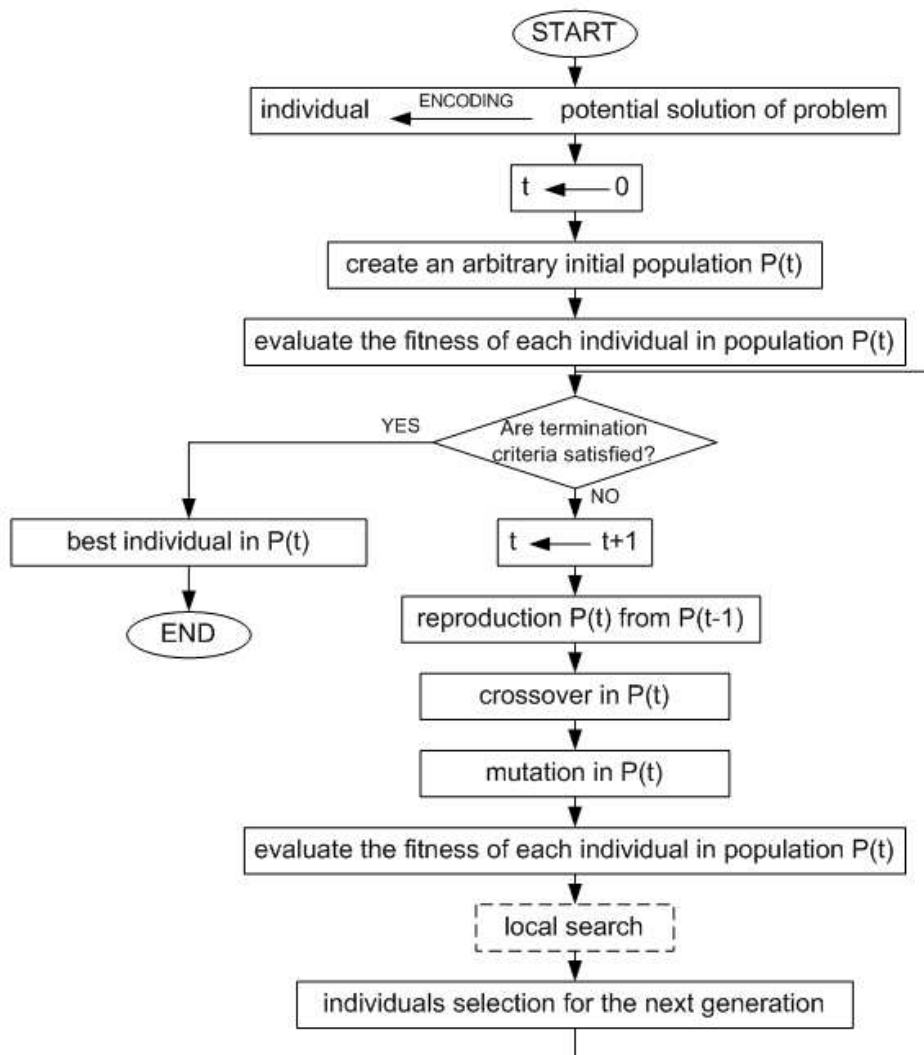 START
individual ENCODING potential solution of problem
t 0
create an arbitrary initial population P(t)
evaluate the fitness of each individual in population P(t)
Are termination
criteria satisfied?
YES
NO
best individual in P(t)
END
t t+1
reproduction P(t) from P(t-1)
crossover in P(t)
mutation in P(t)
evaluate the fitness of each individual in population P(t)
local search
individuals selection for the next generation